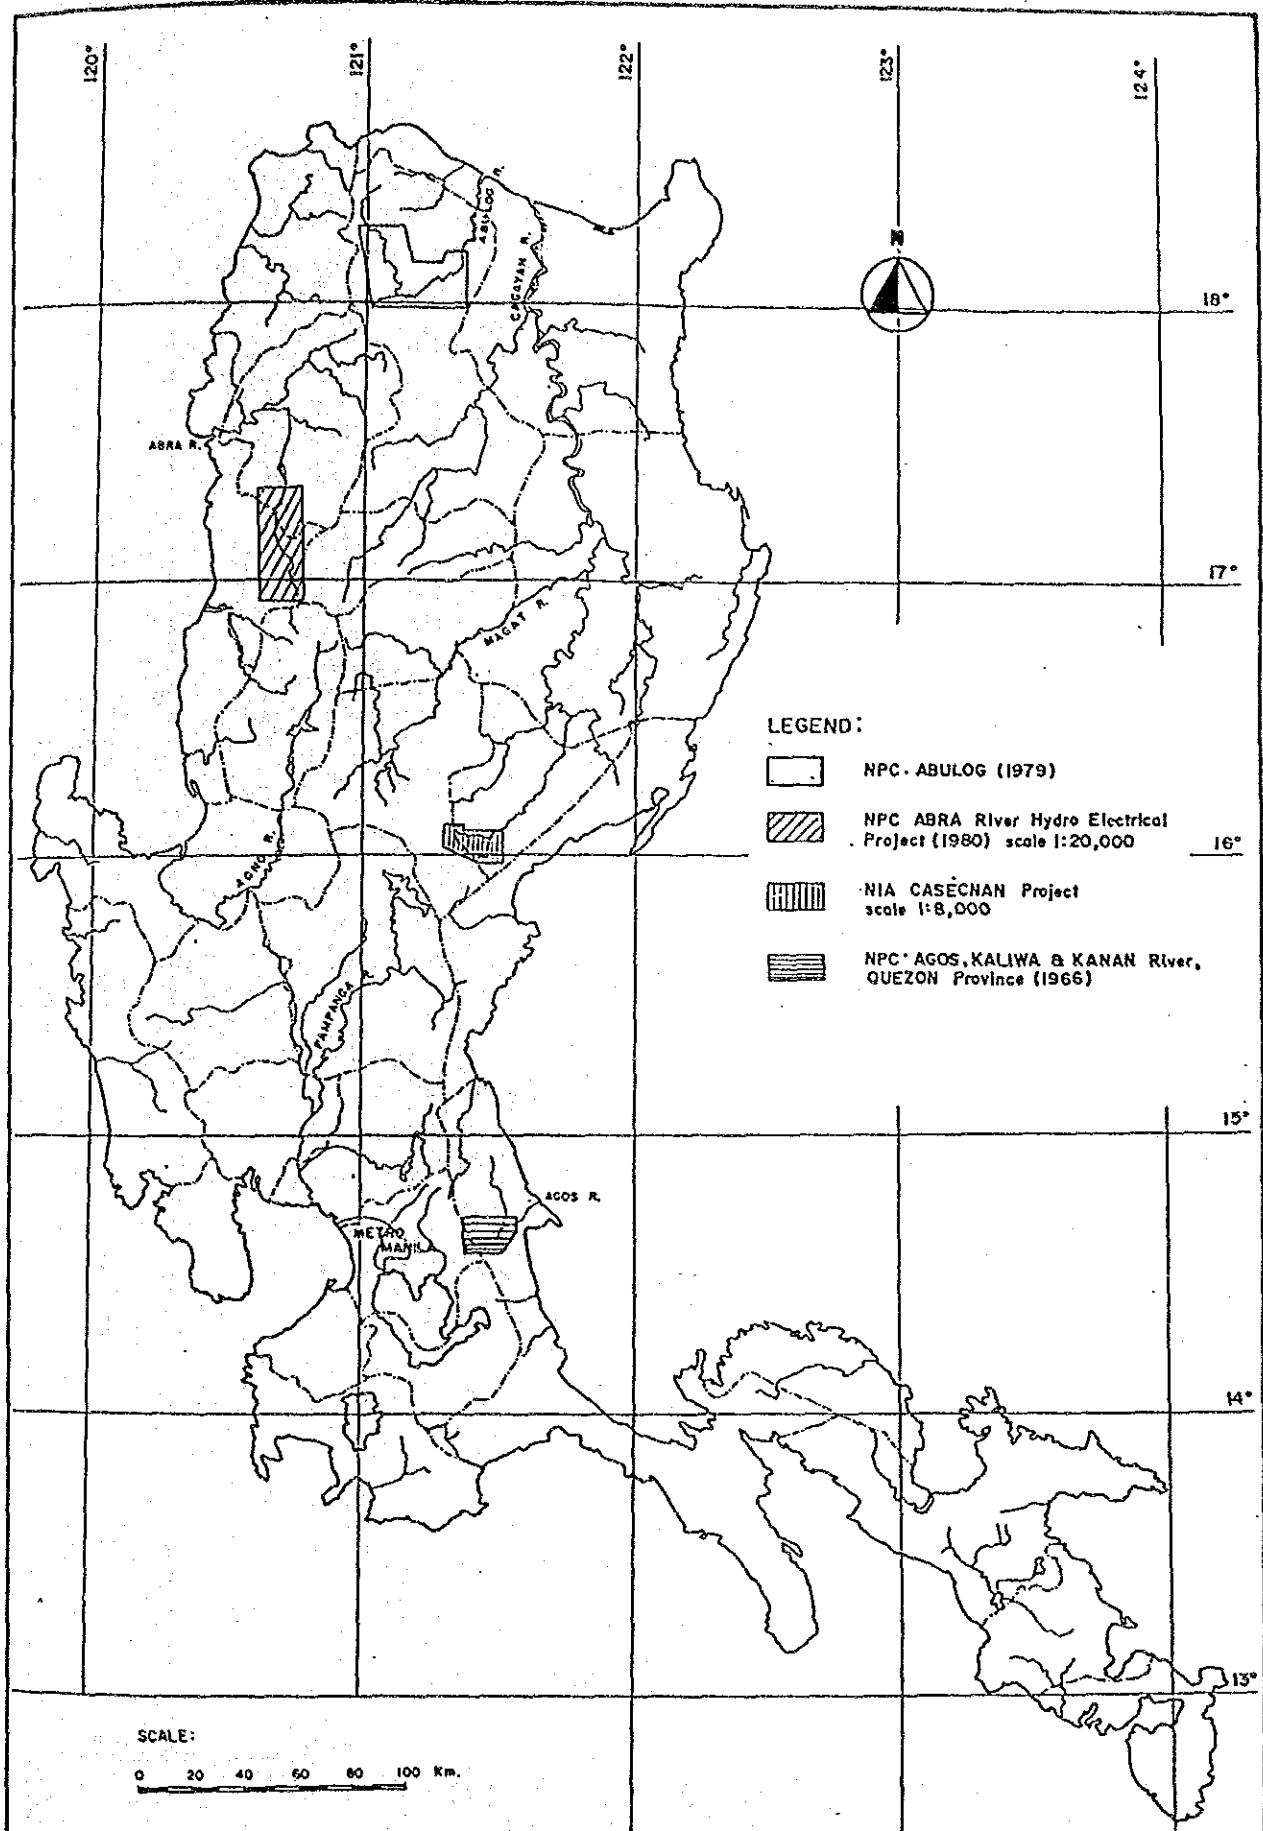 120°
121°
122°
123°
124°
ABULOG R.
CAGAYAN R.
N
18°
ABRA R.
17°
MAGAT R.
LEGEND:
NPC. ABULOG (1979)
NPC ABRA River Hydro Electrical
Project (1980) scale 1:20,000
16°
AGNO R.
NIA CASECNAN Project
scale 1:8,000
NPC AGOS, KALIWA & KANAN River,
QUEZON Province (1966)
PAMPANGA
15°
AGOS R.
METRO
MANILA
14°
13°
SCALE:
0 20 40 60 80 100 Km.